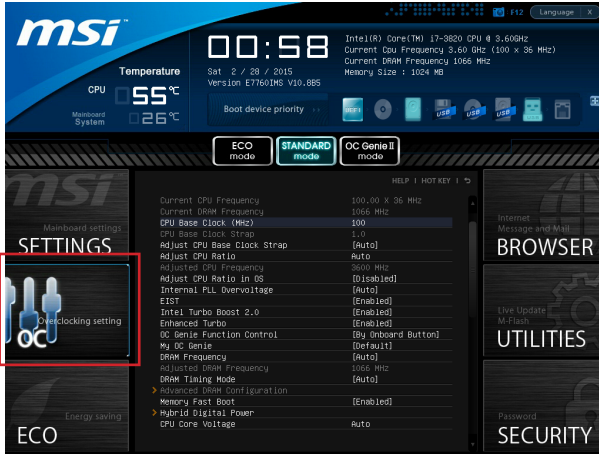 msi
Temperature
CPU 55°C
Mainboard
System 26°C
00:58
Sat 2 / 28 / 2015
Version E7760IMS V10.8B5
Intel(R) Core(TM) i7-3820 CPU @ 3.60GHz
Current Cpu Frequency 3.60 GHz (100 × 36 MHz)
Current DRAM Frequency 1066 MHz
Memory Size : 1024 MB
F12
Language X
Boot device priority
USB USB USB
ECO
mode
STANDARD
mode
OC Genie II
mode
HELP | HOT KEY |
msi
Mainboard settings
SETTINGS
Overclocking setting
OC
Energy saving
ECO
Current CPU Frequency 100.00 X 36 MHz
Current DRAM Frequency 1066 MHz
CPU Base Clock (MHz) 100
CPU Base Clock Strap 1.0
Adjust CPU Base Clock Strap [Auto]
Adjust CPU Ratio Auto
Adjusted CPU Frequency 3600 MHz
Adjust CPU Ratio in OS [Disabled]
Internal PLL Overvoltage [Auto]
EIST [Enabled]
Intel Turbo Boost 2.0 [Enabled]
Enhanced Turbo [Enabled]
OC Genie Function Control [By Onboard Button]
My OC Genie [Default]
DRAM Frequency [Auto]
Adjusted DRAM Frequency 1066 MHz
DRAM Timing Mode [Auto]
> Advanced DRAM Configuration
Memory Fast Boot [Enabled]
> Hybrid Digital Power
CPU Core Voltage Auto
Internet
Message and Mail
BROWSER
Live Update
M-Flash
UTILITIES
Password
SECURITY